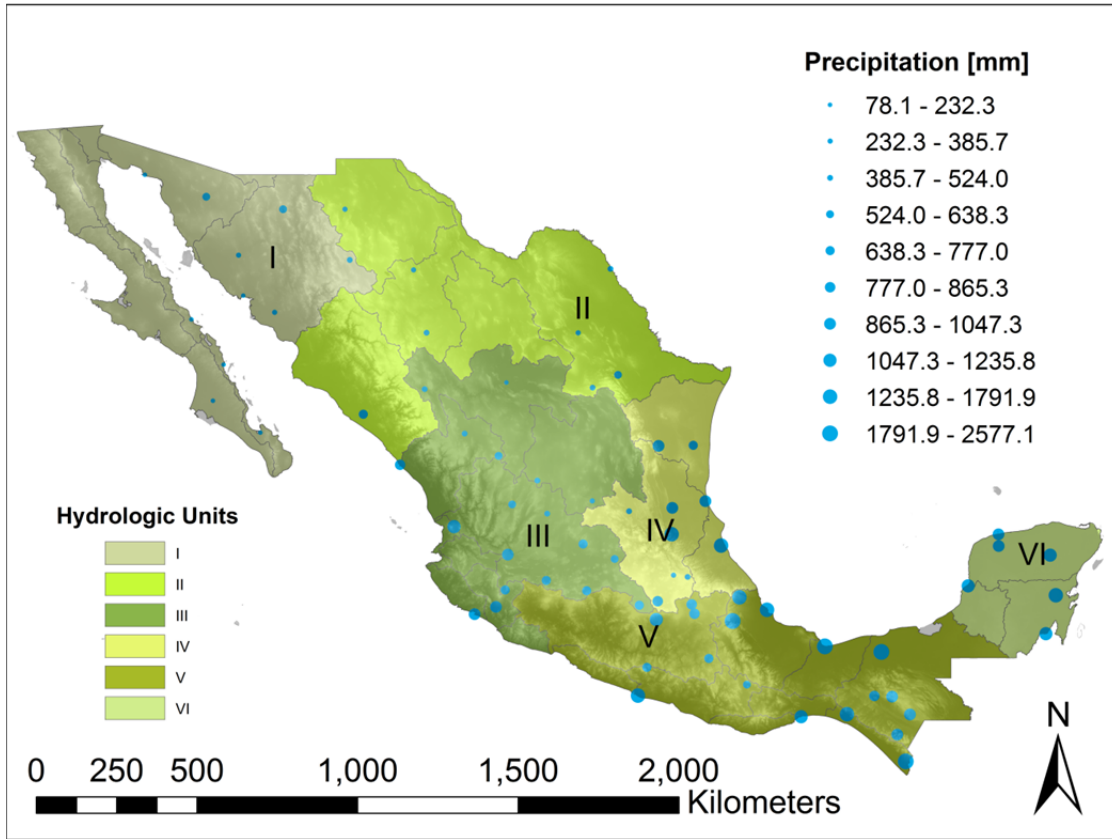 Precipitation [mm]
78.1 - 232.3
232.3 - 385.7
385.7 - 524.0
524.0 - 638.3
638.3 - 777.0
777.0 - 865.3
865.3 - 1047.3
1047.3 - 1235.8
1235.8 - 1791.9
1791.9 - 2577.1
I
II
III
IV
V
VI
Hydrologic Units
I
II
III
IV
V
VI
N
0 250 500 1,000 1,500 2,000
Kilometers